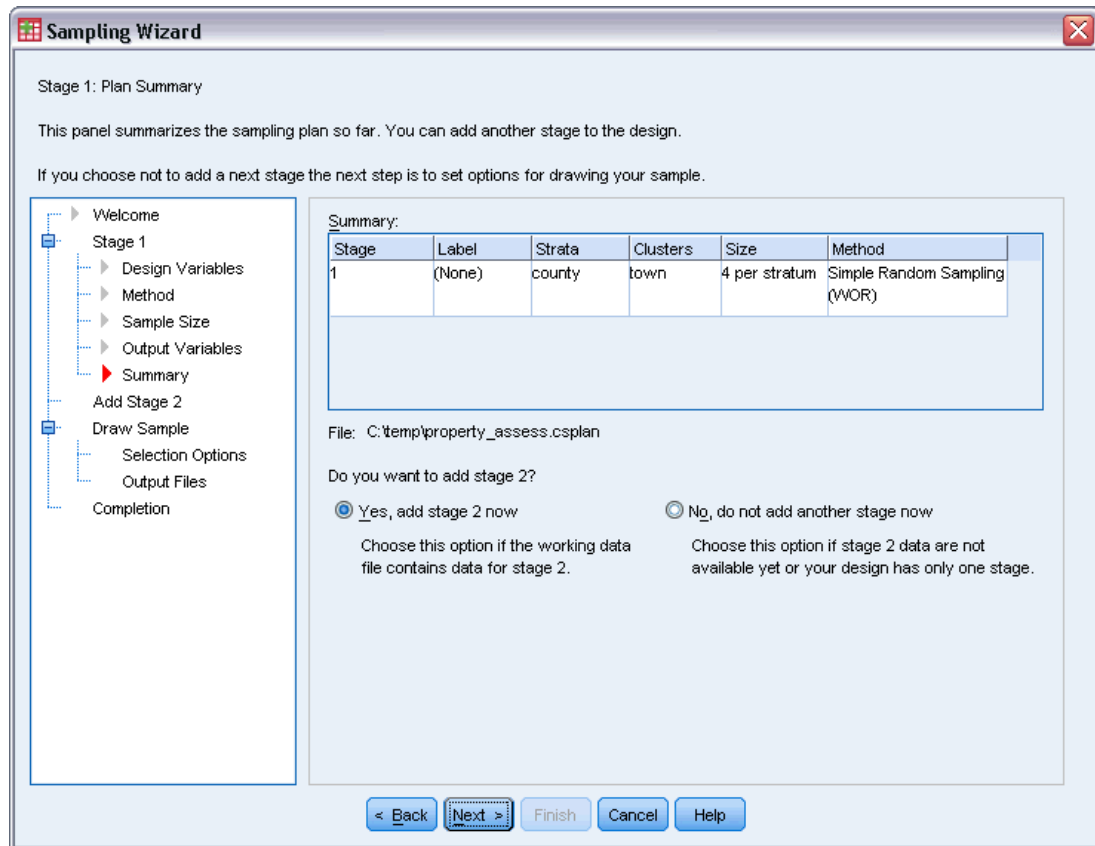 Sampling Wizard
Stage 1: Plan Summary
This panel summarizes the sampling plan so far. You can add another stage to the design.
If you choose not to add a next stage the next step is to set options for drawing your sample.
Welcome
Stage 1
Design Variables
Method
Sample Size
Output Variables
Summary
Add Stage 2
Draw Sample
Selection Options
Output Files
Completion
Summary:
Stage Label Strata Clusters Size Method
1 (None) county town 4 per stratum Simple Random Sampling
(WOR)
File: C:\temp\property_assess.csplan
Do you want to add stage 2?
Yes, add stage 2 now
Choose this option if the working data
file contains data for stage 2.
No, do not add another stage now
Choose this option if stage 2 data are not
available yet or your design has only one stage.
< Back Next > Finish Cancel Help